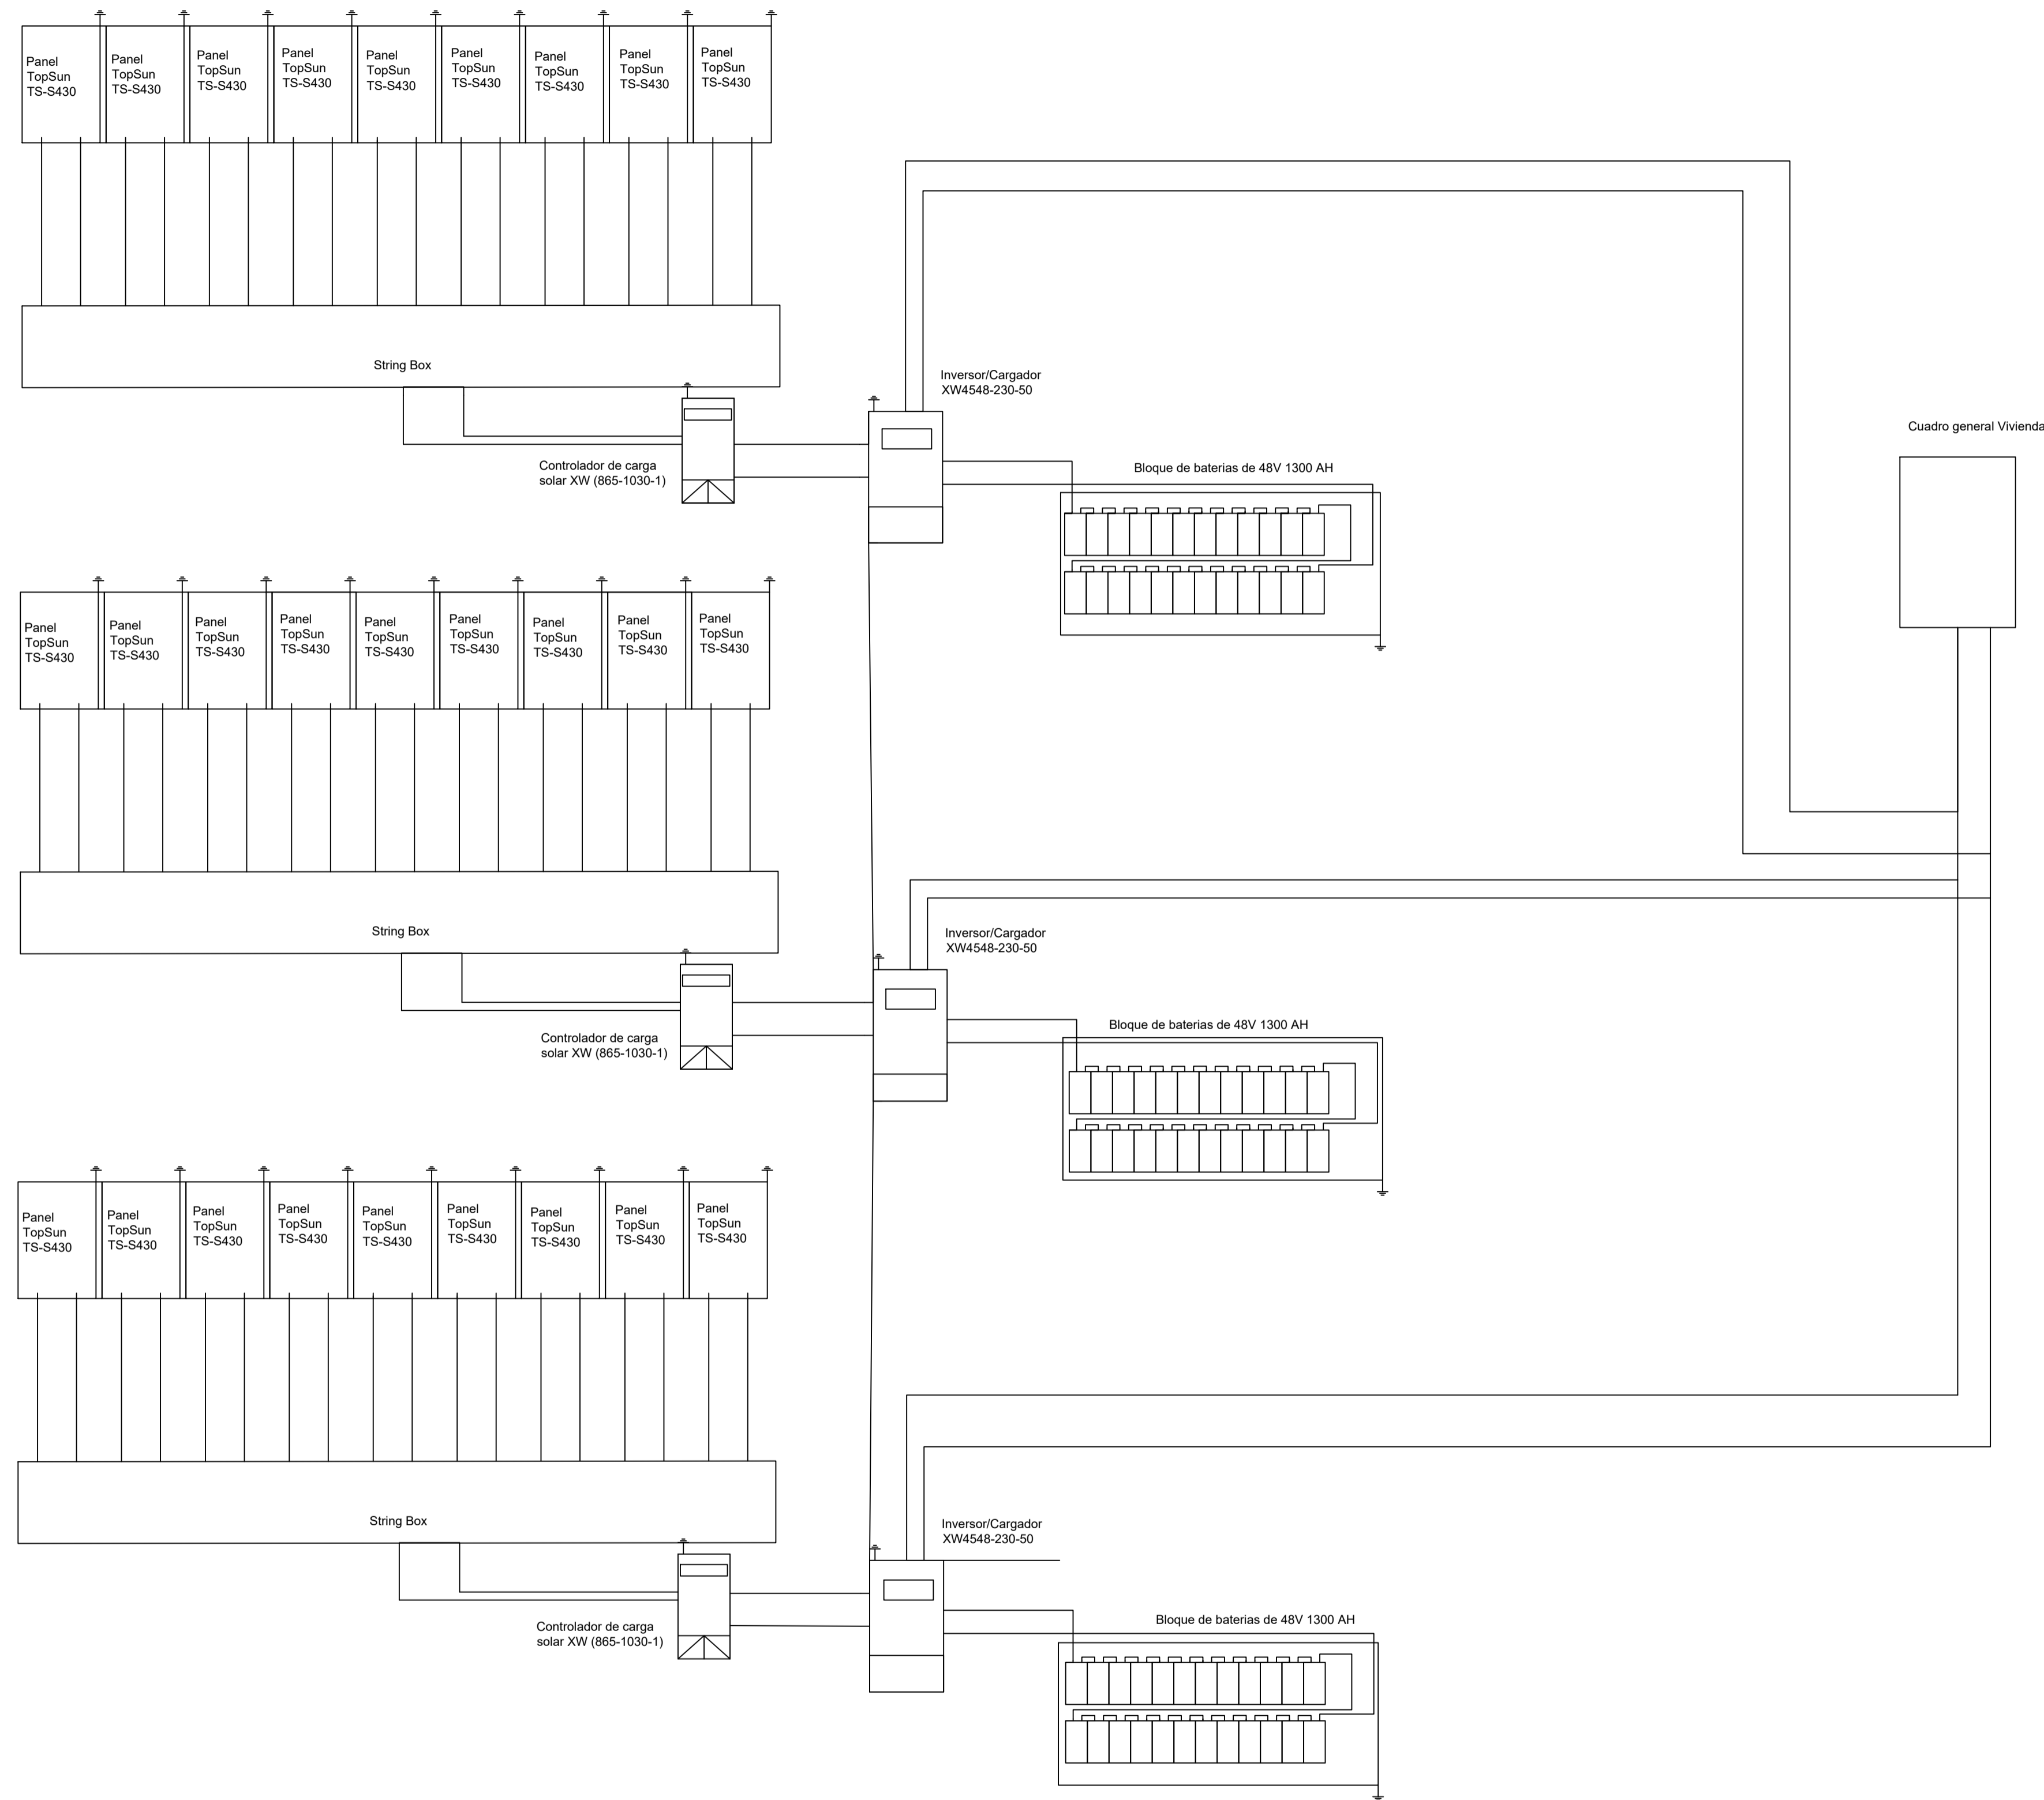 Panel
TopSun
TS-S430
Panel
TopSun
TS-S430
Panel
TopSun
TS-S430
Panel
TopSun
TS-S430
Panel
TopSun
TS-S430
Panel
TopSun
TS-S430
Panel
TopSun
TS-S430
Panel
TopSun
TS-S430
Panel
TopSun
TS-S430
String Box
Inversor/Cargador
XW4548-230-50
Cuadro general Vivienda
Controlador de carga
solar XW (865-1030-1)
Bloque de baterias de 48V 1300 AH
Panel
TopSun
TS-S430
Panel
TopSun
TS-S430
Panel
TopSun
TS-S430
Panel
TopSun
TS-S430
Panel
TopSun
TS-S430
Panel
TopSun
TS-S430
Panel
TopSun
TS-S430
Panel
TopSun
TS-S430
Panel
TopSun
TS-S430
String Box
Inversor/Cargador
XW4548-230-50
Controlador de carga
solar XW (865-1030-1)
Bloque de baterias de 48V 1300 AH
Panel
TopSun
TS-S430
Panel
TopSun
TS-S430
Panel
TopSun
TS-S430
Panel
TopSun
TS-S430
Panel
TopSun
TS-S430
Panel
TopSun
TS-S430
Panel
TopSun
TS-S430
Panel
TopSun
TS-S430
Panel
TopSun
TS-S430
String Box
Inversor/Cargador
XW4548-230-50
Controlador de carga
solar XW (865-1030-1)
Bloque de baterias de 48V 1300 AH